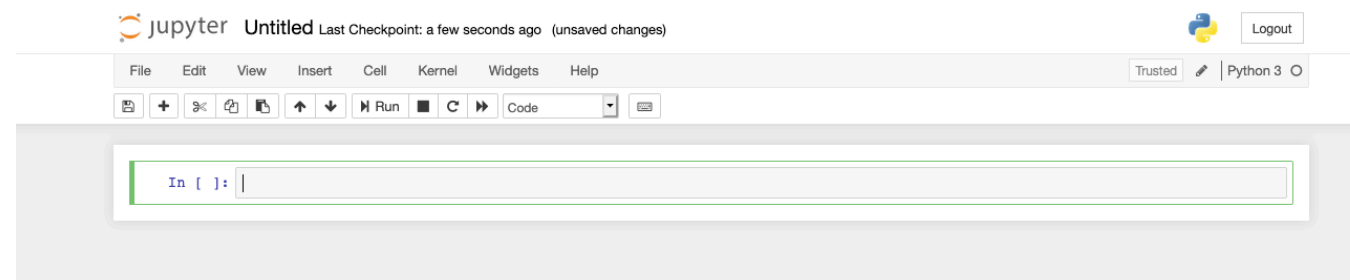 jupyter Untitled Last Checkpoint: a few seconds ago (unsaved changes) Logout
File Edit View Insert Cell Kernel Widgets Help Trusted Python 3
Run Code
In [ ]: